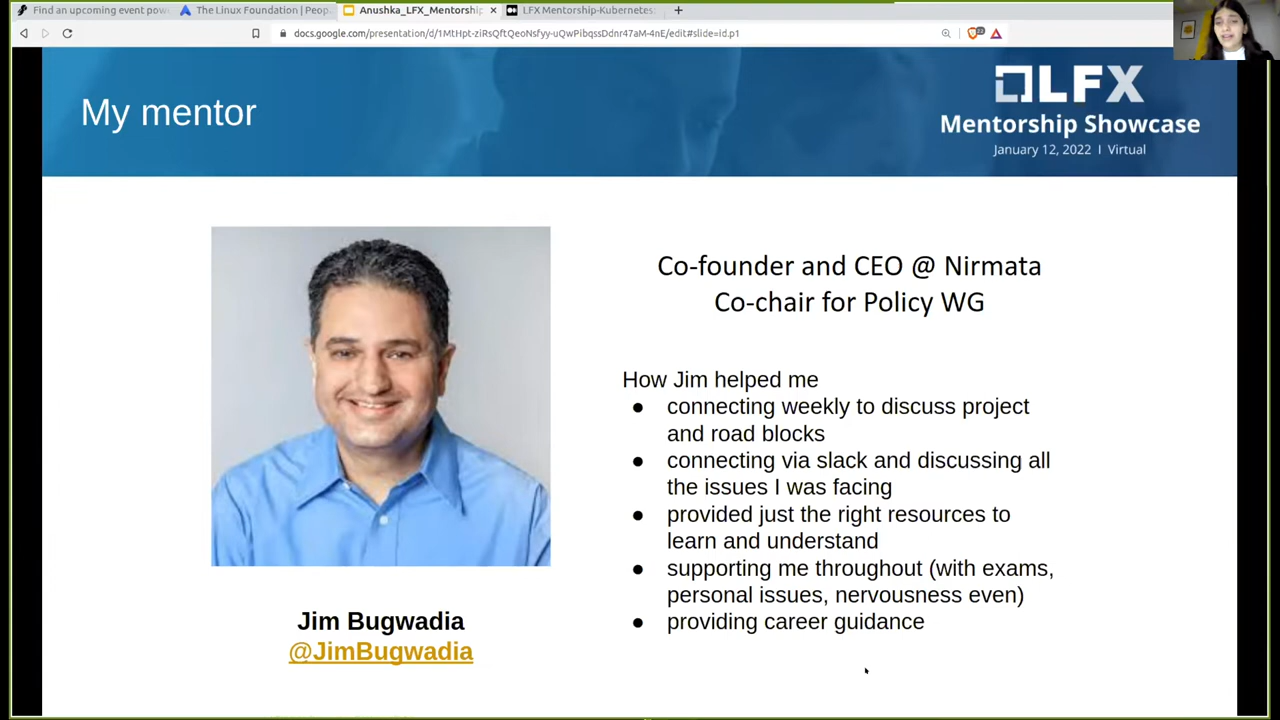 Find an upcoming event pow
The Linux Foundation | Peop
Anushka_LFX_Mentorship
LFX Mentorship-Kubernetes:
docs.google.com/presentation/d/1MtHpt-ziRsQftQeoNsfyy-uQwPibqssDdnr47aM-4nE/edit#slide=id.p1
My mentor
LFX
Mentorship Showcase
January 12, 2022 | Virtual
Co-founder and CEO @ Nirmata
Co-chair for Policy WG
How Jim helped me
● connecting weekly to discuss project
and road blocks
● connecting via slack and discussing all
the issues I was facing
● provided just the right resources to
learn and understand
● supporting me throughout (with exams,
personal issues, nervousness even)
● providing career guidance
Jim Bugwadia
@JimBugwadia